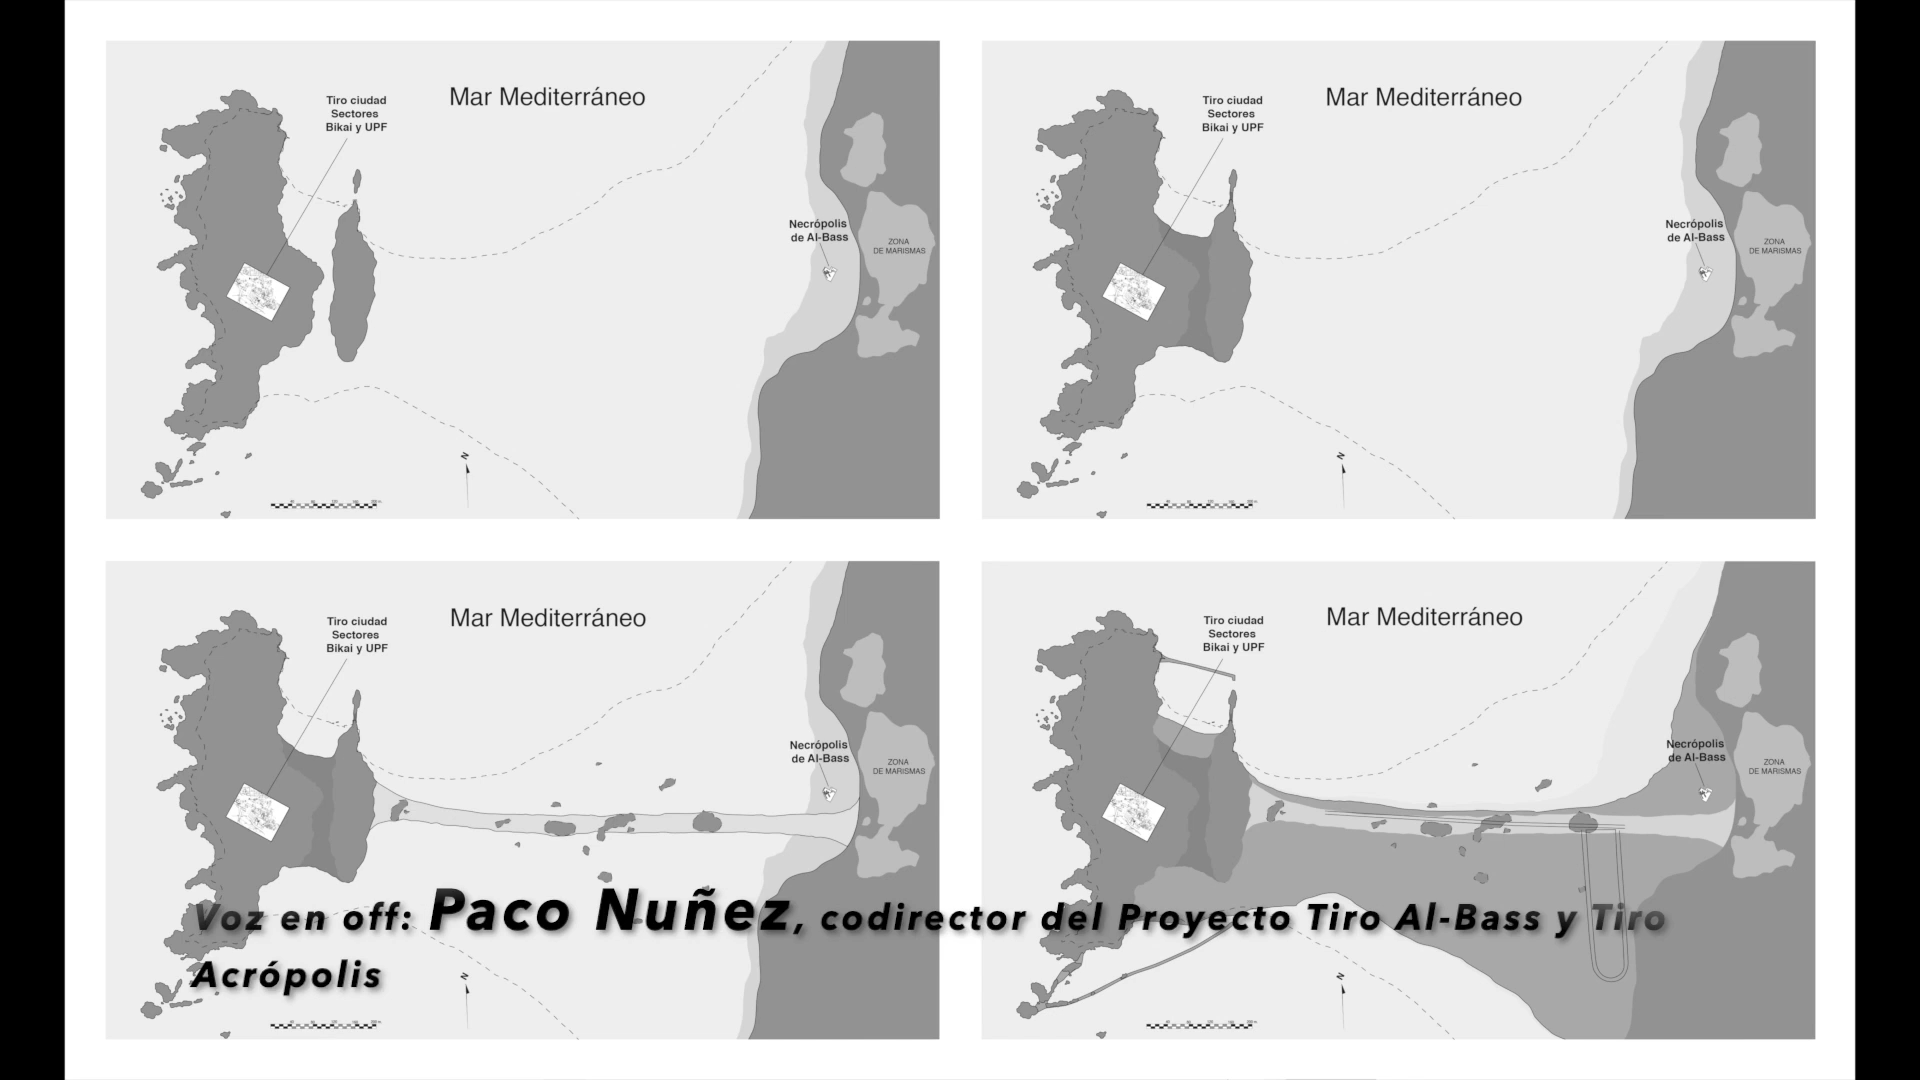 Mar Mediterráneo
Tiro ciudad
Sectores
Bikai y UPF
Necrópolis
de Al-Bass
ZONA
DE MARISMAS
N
Mar Mediterráneo
Tiro ciudad
Sectores
Bikai y UPF
Necrópolis
de Al-Bass
ZONA
DE MARISMAS
N
Mar Mediterráneo
Tiro ciudad
Sectores
Bikai y UPF
Necrópolis
de Al-Bass
ZONA
DE MARISMAS
N
Mar Mediterráneo
Tiro ciudad
Sectores
Bikai y UPF
Necrópolis
de Al-Bass
ZONA
DE MARISMAS
N
Voz en off: Paco Nuñez, codirector del Proyecto Tiro Al-Bass y Tiro
Acrópolis